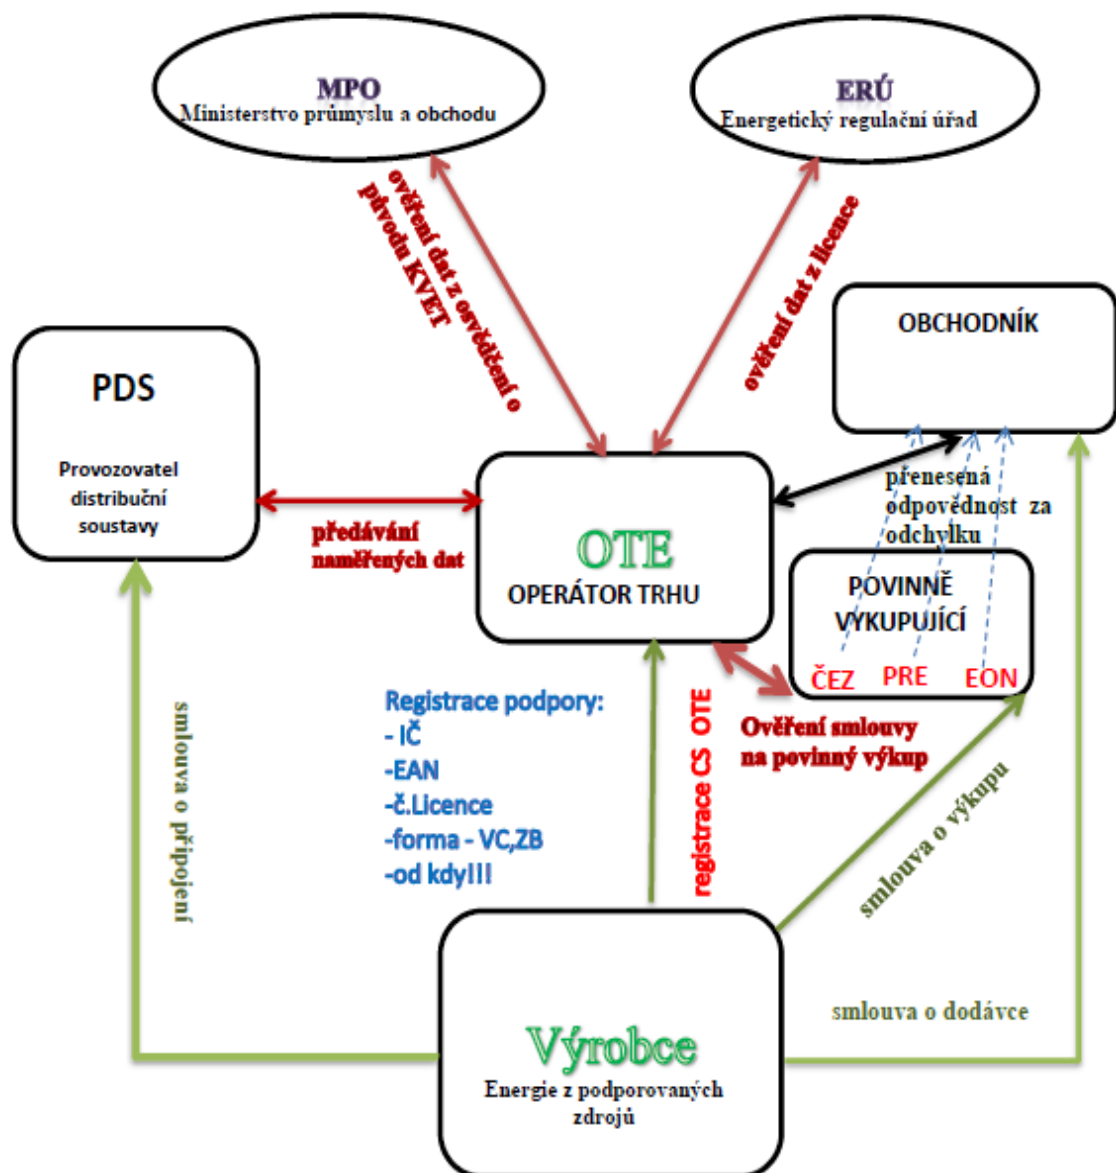 MPO
Ministerstvo průmyslu a obchodu
ERÚ
Energetický regulační úřad
ověření dat z osvědčení o
původu KVET
ověření dat z licence
OBCHODNÍK
PDS
Provozovatel
distribuční
soustavy
předávání
naměřených dat
OTE
OPERÁTOR TRHU
přenesená
odpovědnost za
odchylku
POVINNĚ
VYKUPUJÍCÍ
ČEZ PRE EON
smlouva o připojení
Registrace podpory:
- IČ
-EAN
-č.Licence
-forma - VC,ZB
-od kdy!!!
registrace CS OTE
Ověření smlouvy
na povinný výkup
smlouva o výkupu
smlouva o dodávce
Výrobce
Energie z podporovaných
zdrojů